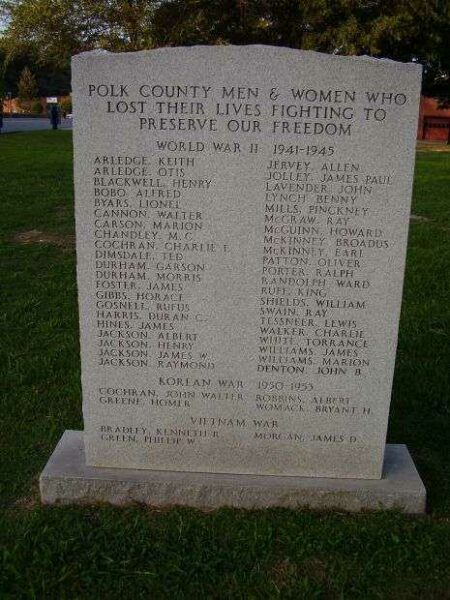 POLK COUNTY MEN & WOMEN WHO
LOST THEIR LIVES FIGHTING TO
PRESERVE OUR FREEDOM
WORLD WAR II 1941-1945
ARLEDGE, KEITH
ARLEDGE, OTIS
BLACKWELL, HENRY
BOBO, ALFRED
BYARS, LIONEL
CANNON, WALTER
CARSON, MARION
CHANDLEY, M. C.
COCHRAN, CHARLIE E.
DIMSDALE, TED
DURHAM, GARSON
DURHAM, MORRIS
FOSTER, JAMES
GIBBS, HORACE
GOSNELL, RUFUS
HARRIS, DURAN C.
HINES, JAMES
JACKSON, ALBERT
JACKSON, HENRY
JACKSON, JAMES W.
JACKSON, RAYMOND
JERVEY, ALLEN
JOLLEY, JAMES PAUL
LAVENDER, JOHN
LYNCH, BENNY
MILLS, PINCKNEY
McGRAW, RAY
McGUINN, HOWARD
McKINNEY, BROADUS
McKINNEY, EARL
PATTON, OLIVER
PORTER, RALPH
RANDOLPH, WARD
RUFF, KING
SHIELDS, WILLIAM
SWAIN, RAY
TESSNEER, LEWIS
WALKER, CHARLIE
WHITE, TORRANCE
WILLIAMS, JAMES
WILLIAMS, MARION
DENTON, JOHN B.
KOREAN WAR 1950-1953
COCHRAN, JOHN WALTER
GREENE, HOMER
ROBBINS, ALBERT
WOMACK, BRYANT H.
VIETNAM WAR
BRADLEY, KENNETH R.
GREEN, PHILLIP W.
MORGAN, JAMES D.